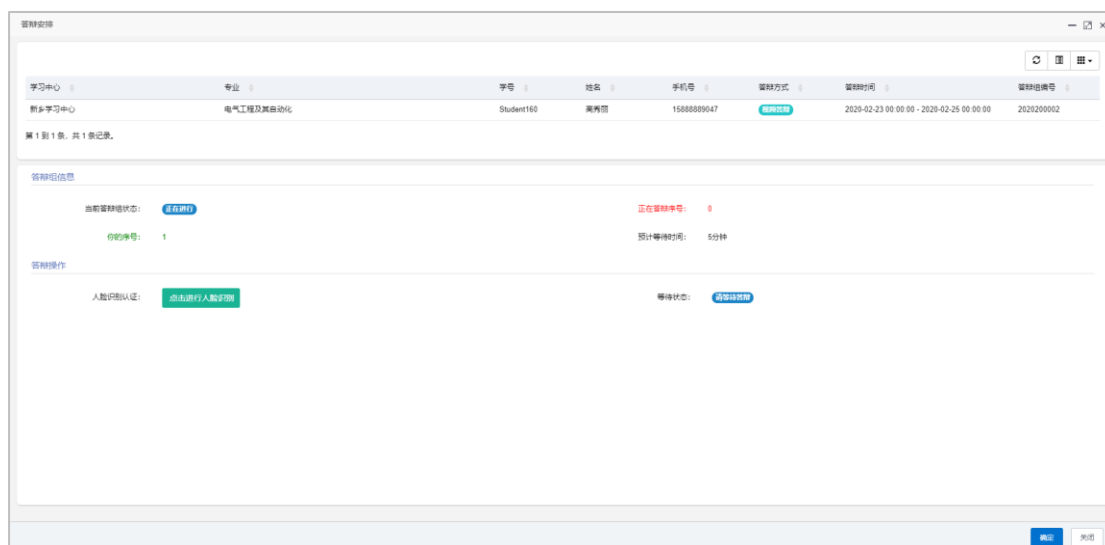 答辩安排
学习中心 专业 学号 姓名 手机号 答辩方式 答辩时间 答辩组编号
新乡学习中心 电气工程及其自动化 Student160 高秀丽 15888889047 视频答辩 2020-02-23 00:00:00 - 2020-02-25 00:00:00 2020200002
第 1 到 1 条，共 1 条记录。
答辩组信息
当前答辩组状态： 正在进行 正在答辩序号： 0
你的序号： 1 预计等待时间： 5分钟
答辩操作
人脸识别认证： 点击进行人脸识别 等待状态： 请等待答辩
确定 关闭